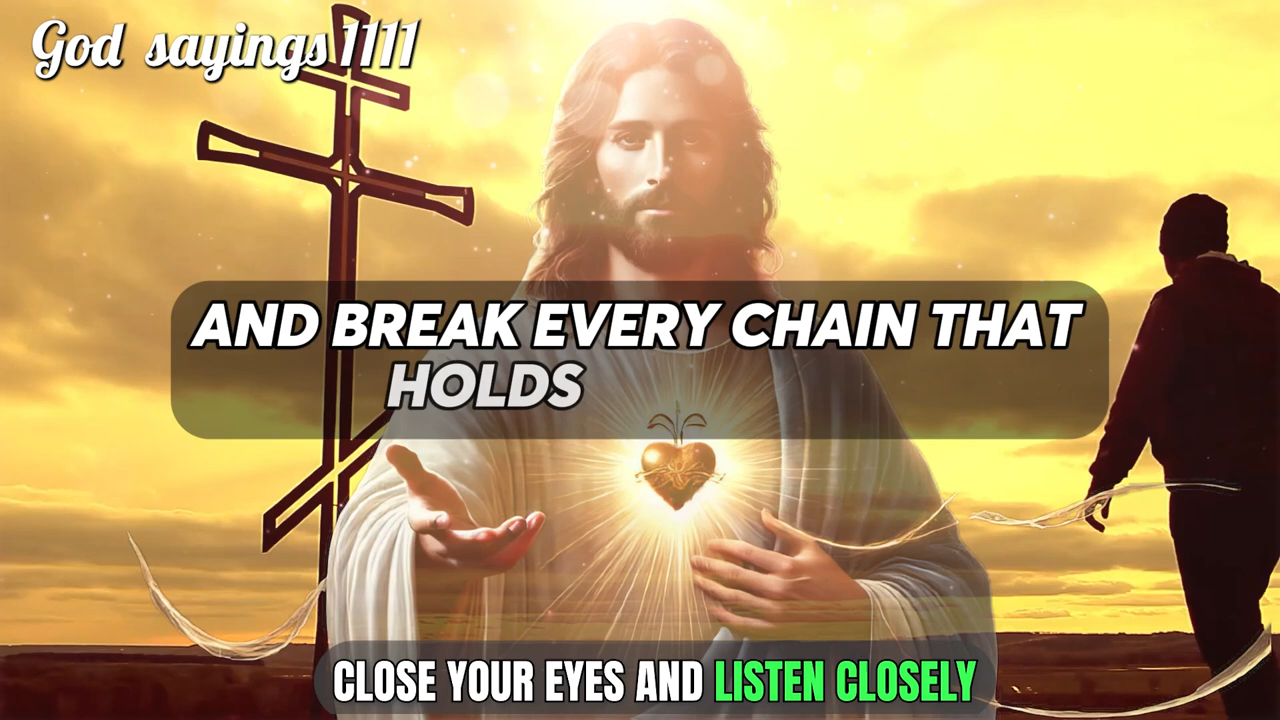 God sayings 1111
AND BREAK EVERY CHAIN THAT
HOLDS
CLOSE YOUR EYES AND LISTEN CLOSELY